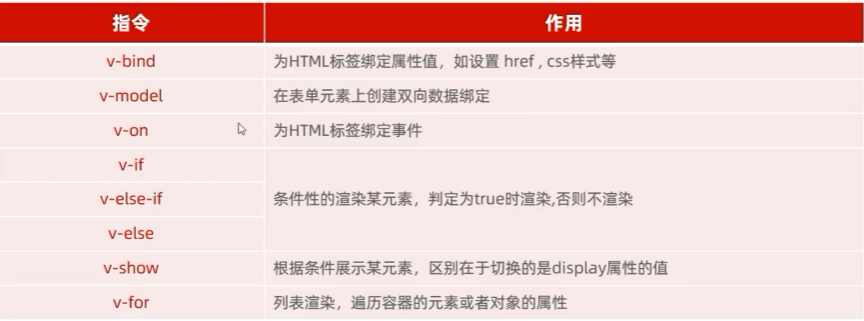 指令 作用
v-bind 为HTML标签绑定属性值，如设置 href , css样式等
v-model 在表单元素上创建双向数据绑定
v-on 为HTML标签绑定事件
v-if
v-else-if 条件性的渲染某元素，判定为true时渲染,否则不渲染
v-else
v-show 根据条件展示某元素，区别在于切换的是display属性的值
v-for 列表渲染，遍历容器的元素或者对象的属性